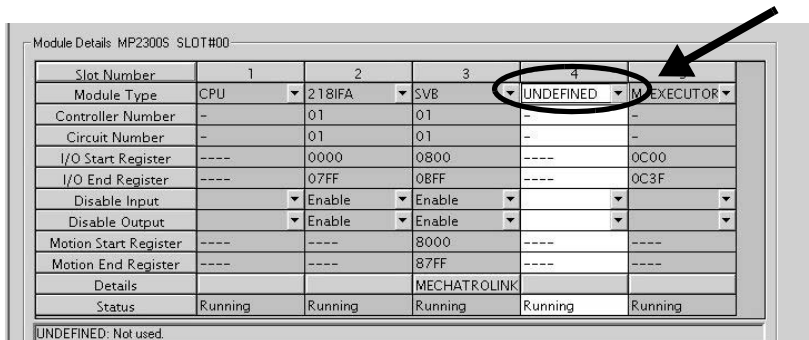 Module Details MP2300S SLOT#00
Slot Number 1 2 3 4
Module Type CPU 218IFA SVB UNDEFINED EXECUTOR
Controller Number - 01 01 - -
Circuit Number - 01 01 - -
I/O Start Register ---- 0000 0800 ---- 0C00
I/O End Register ---- 07FF 0BFF ---- 0C3F
Disable Input Enable Enable
Disable Output Enable Enable
Motion Start Register ---- ---- 8000 ---- ----
Motion End Register ---- ---- 87FF ---- ----
Details MECHATROLINK
Status Running Running Running Running Running
UNDEFINED: Not used.